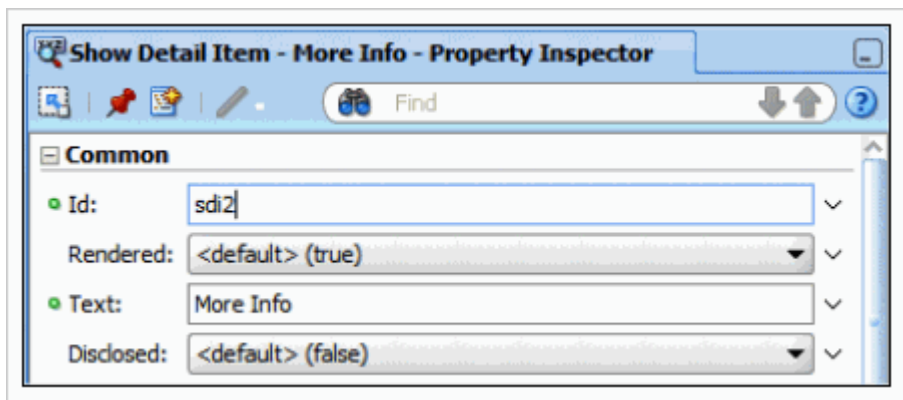 Show Detail Item - More Info - Property Inspector
Find
Common
Id: sdi2
Rendered: <default> (true)
Text: More Info
Disclosed: <default> (false)